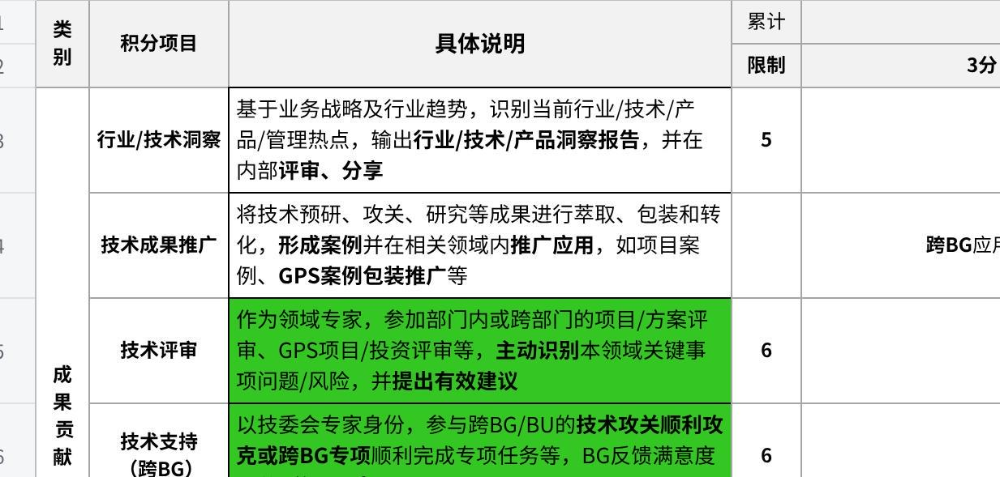 1
2
3
4
5
6
类
别
积分项目
具体说明
累计
限制
3分
成
果
贡
献
行业/技术洞察
基于业务战略及行业趋势，识别当前行业/技术/产
品/管理热点，输出行业/技术/产品洞察报告，并在
内部评审、分享
5
技术成果推广
将技术预研、攻关、研究等成果进行萃取、包装和转
化，形成案例并在相关领域内推广应用，如项目案
例、GPS案例包装推广等
跨BG应用
技术评审
作为领域专家，参加部门内或跨部门的项目/方案评
审、GPS项目/投资评审等，主动识别本领域关键事
项问题/风险，并提出有效建议
6
技术支持
（跨BG）
以技委会专家身份，参与跨BG/BU的技术攻关顺利攻
克或跨BG专项顺利完成专项任务等，BG反馈满意度
6